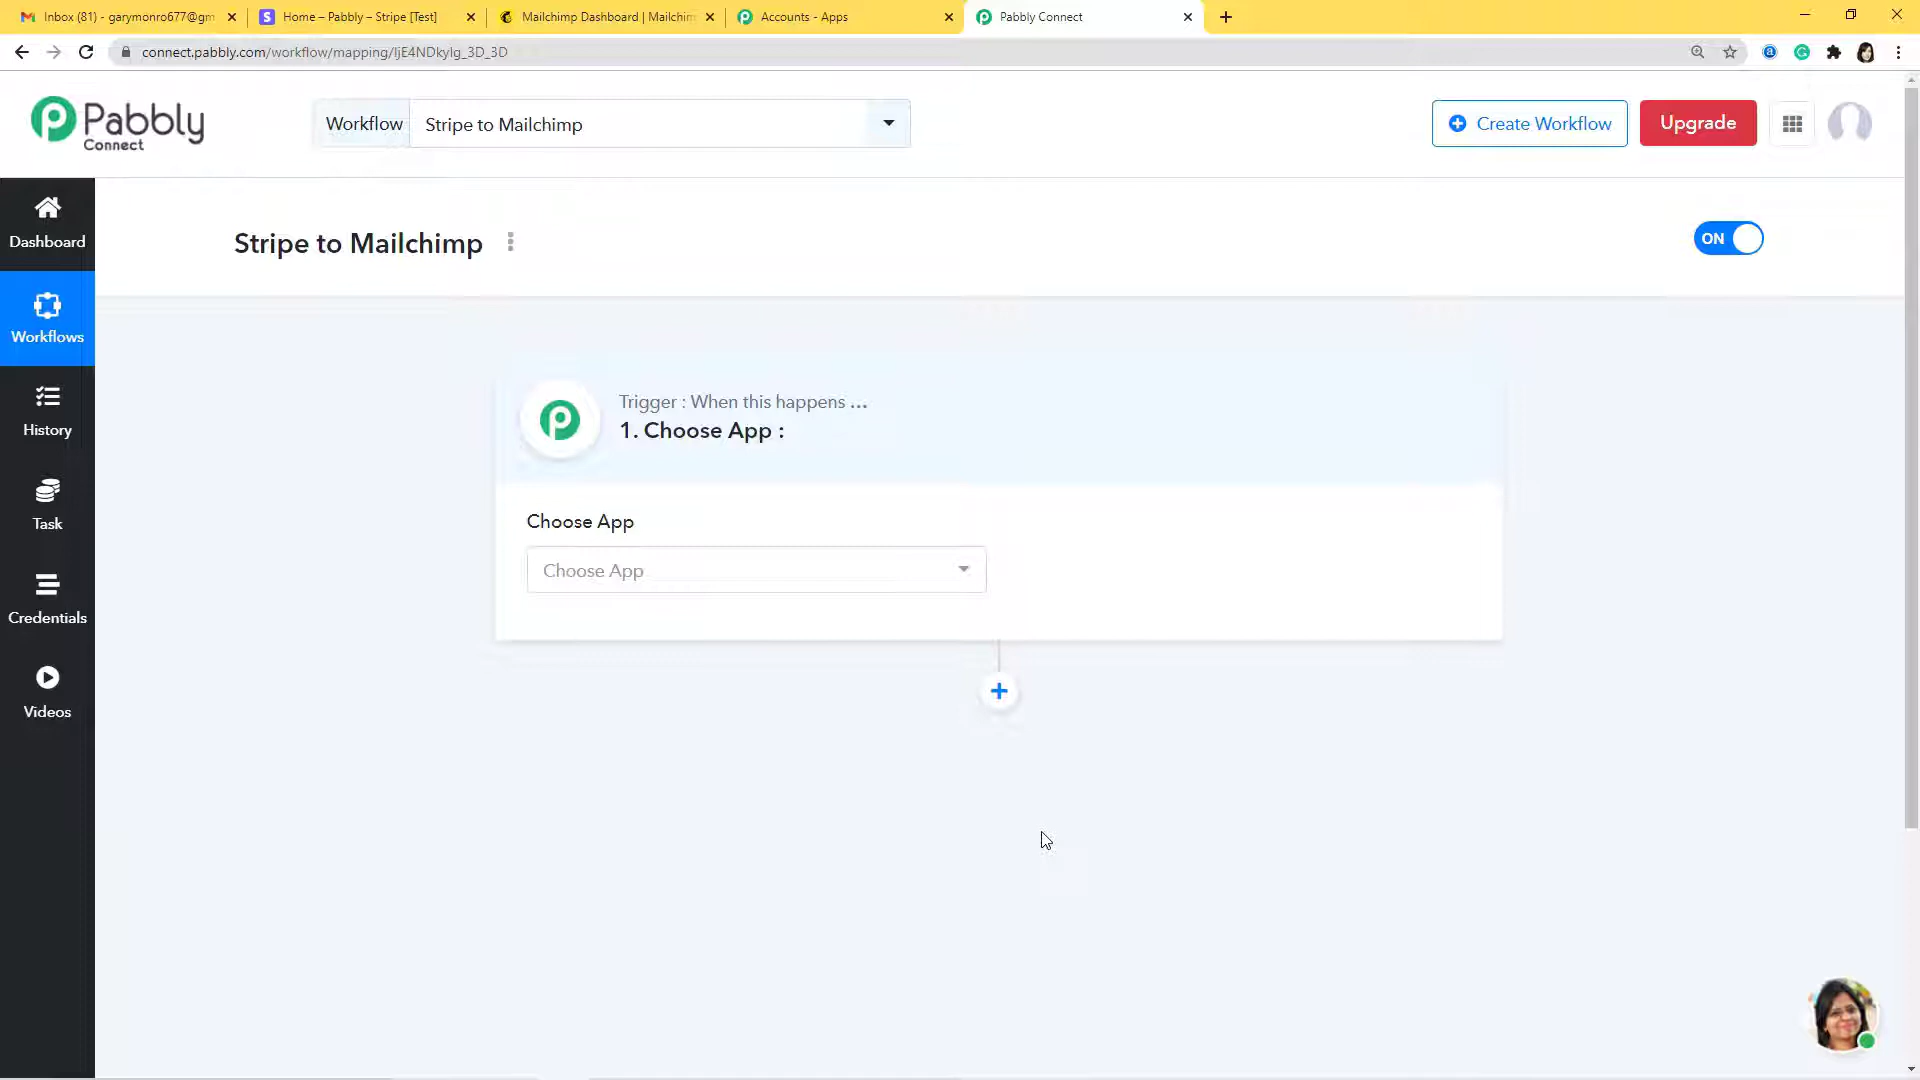 Inbox (81) - garymonro677@gm
Home – Pabbly – Stripe [Test]
Mailchimp Dashboard | Mailchim
Accounts - Apps
Pabbly Connect
connect.pabbly.com/workflow/mapping/IjE4NDkyIg_3D_3D
Pabbly
Connect
Workflow
Stripe to Mailchimp
Create Workflow
Upgrade
Dashboard
Workflows
History
Task
Credentials
Videos
Stripe to Mailchimp
ON
Trigger : When this happens ...
1. Choose App :
Choose App
Choose App